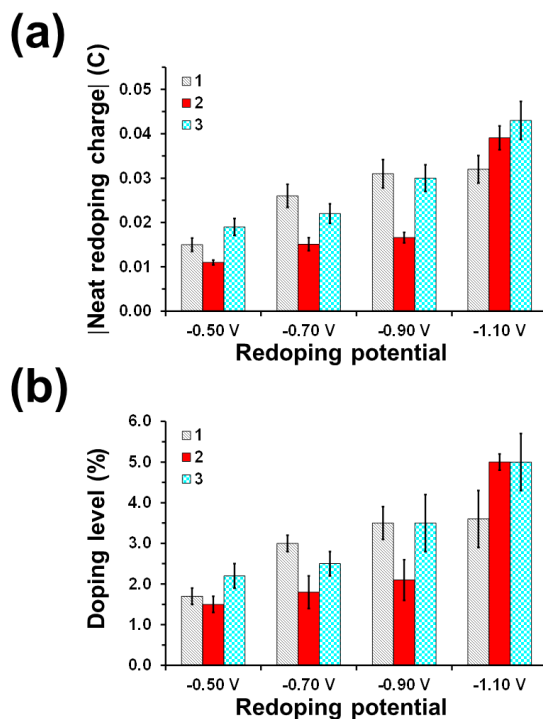 (a)
|Neat redoping charge| (C)
0.05
0.04
0.03
0.02
0.01
0.00
1
2
3
-0.50 V
-0.70 V
-0.90 V
-1.10 V
Redoping potential
(b)
Doping level (%)
6.0
5.0
4.0
3.0
2.0
1.0
0.0
1
2
3
-0.50 V
-0.70 V
-0.90 V
-1.10 V
Redoping potential